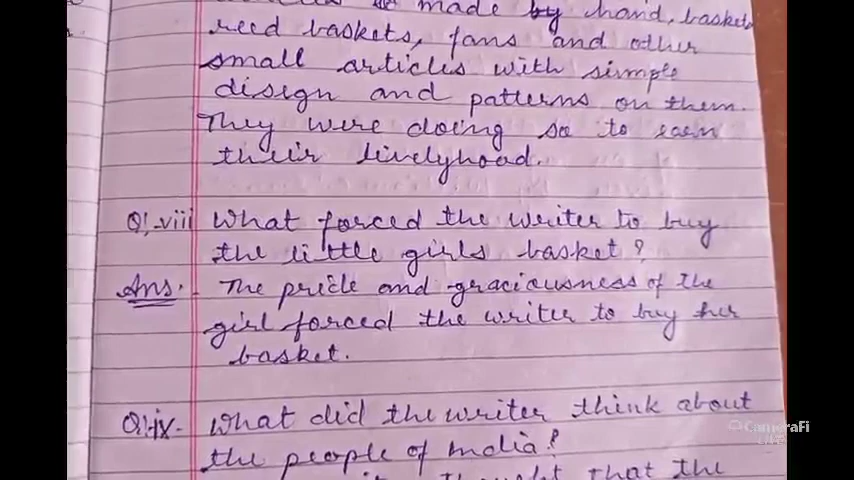 made by hand, basket
reed baskets, fans and other
small articles with simple
disign and patterns on them.
They were doing so to earn
their livelyhood.
Q:-viii What forced the writer to buy
the little girls basket?
Ans:- The pride and graciousness of the
girl forced the writer to buy her
basket.
Q:-ix- What did the writer think about
the people of India?
thought that the
CameraFi
LIVE